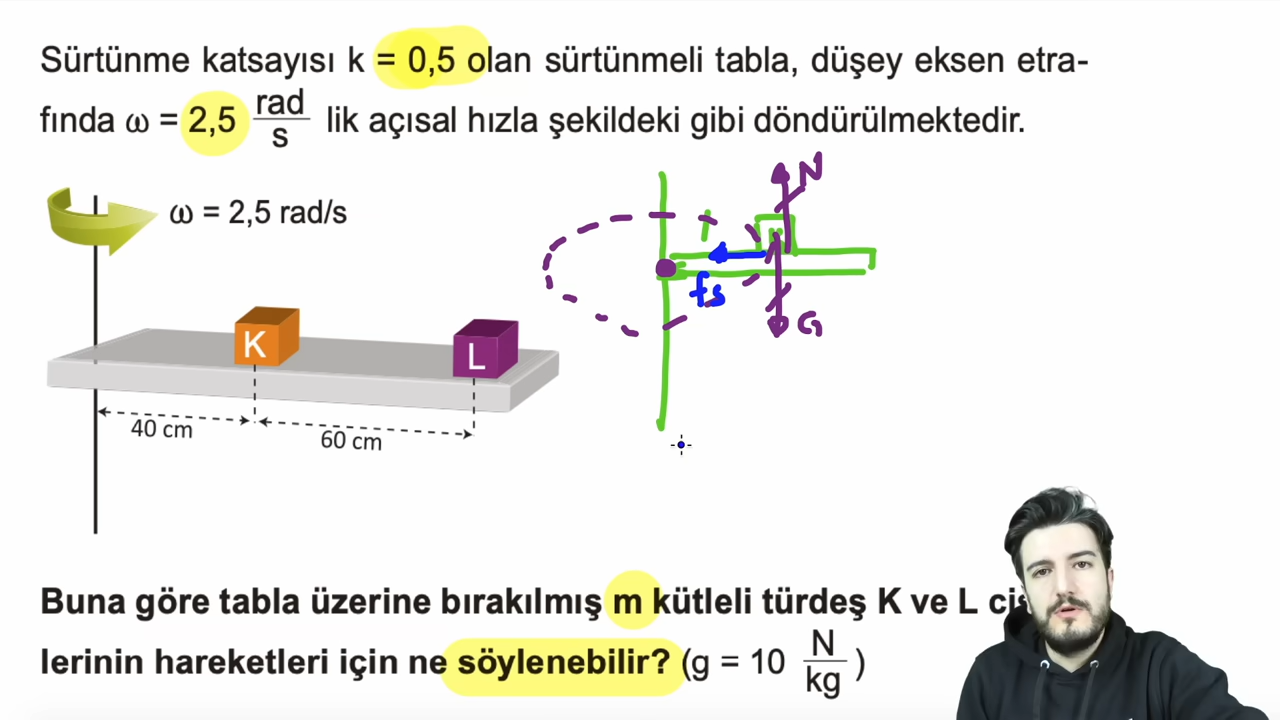 Sürtünme katsayısı k = 0,5 olan sürtünmeli tabla, düşey eksen etra-
fında ω = 2,5 rad/s lik açısal hızla şekildeki gibi döndürülmektedir.
ω = 2,5 rad/s
N
fs
G
K
L
40 cm
60 cm
Buna göre tabla üzerine bırakılmış m kütleli türdeş K ve L
lerinin hareketleri için ne söylenebilir? (g = 10 N/kg)